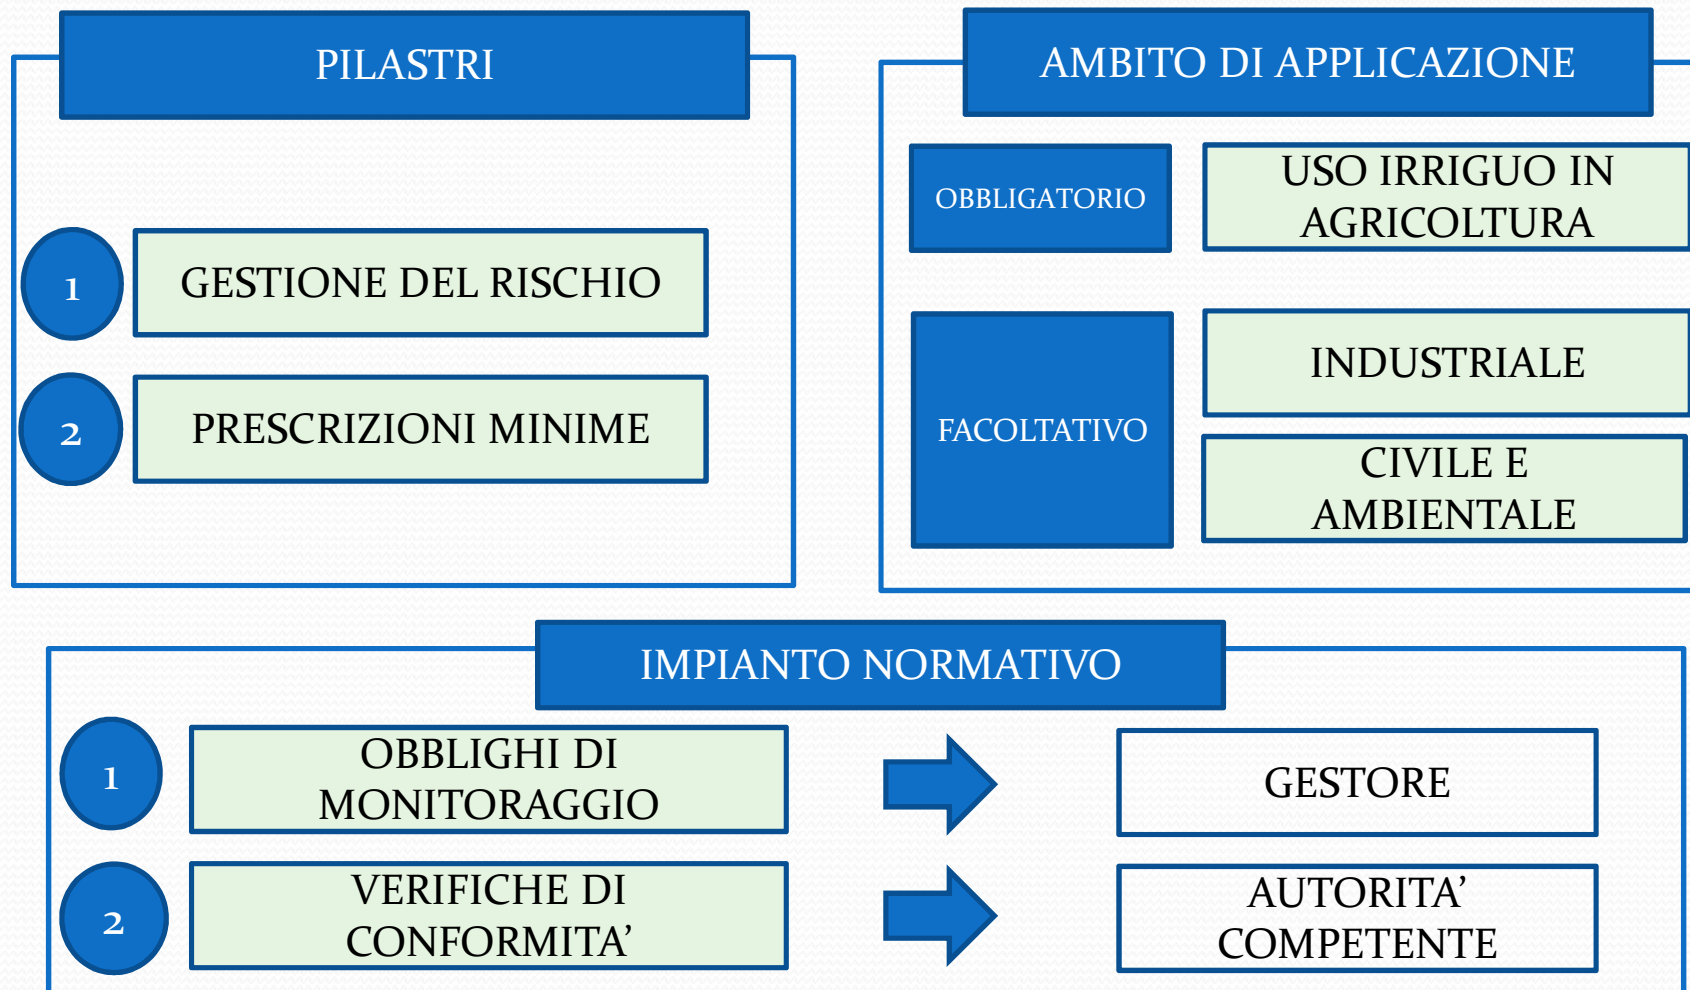 PILASTRI
1
GESTIONE DEL RISCHIO
2
PRESCRIZIONI MINIME
AMBITO DI APPLICAZIONE
OBBLIGATORIO
USO IRRIGUO IN
AGRICOLTURA
FACOLTATIVO
INDUSTRIALE
CIVILE E
AMBIENTALE
IMPIANTO NORMATIVO
1
OBBLIGHI DI
MONITORAGGIO
GESTORE
2
VERIFICHE DI
CONFORMITA’
AUTORITA’
COMPETENTE